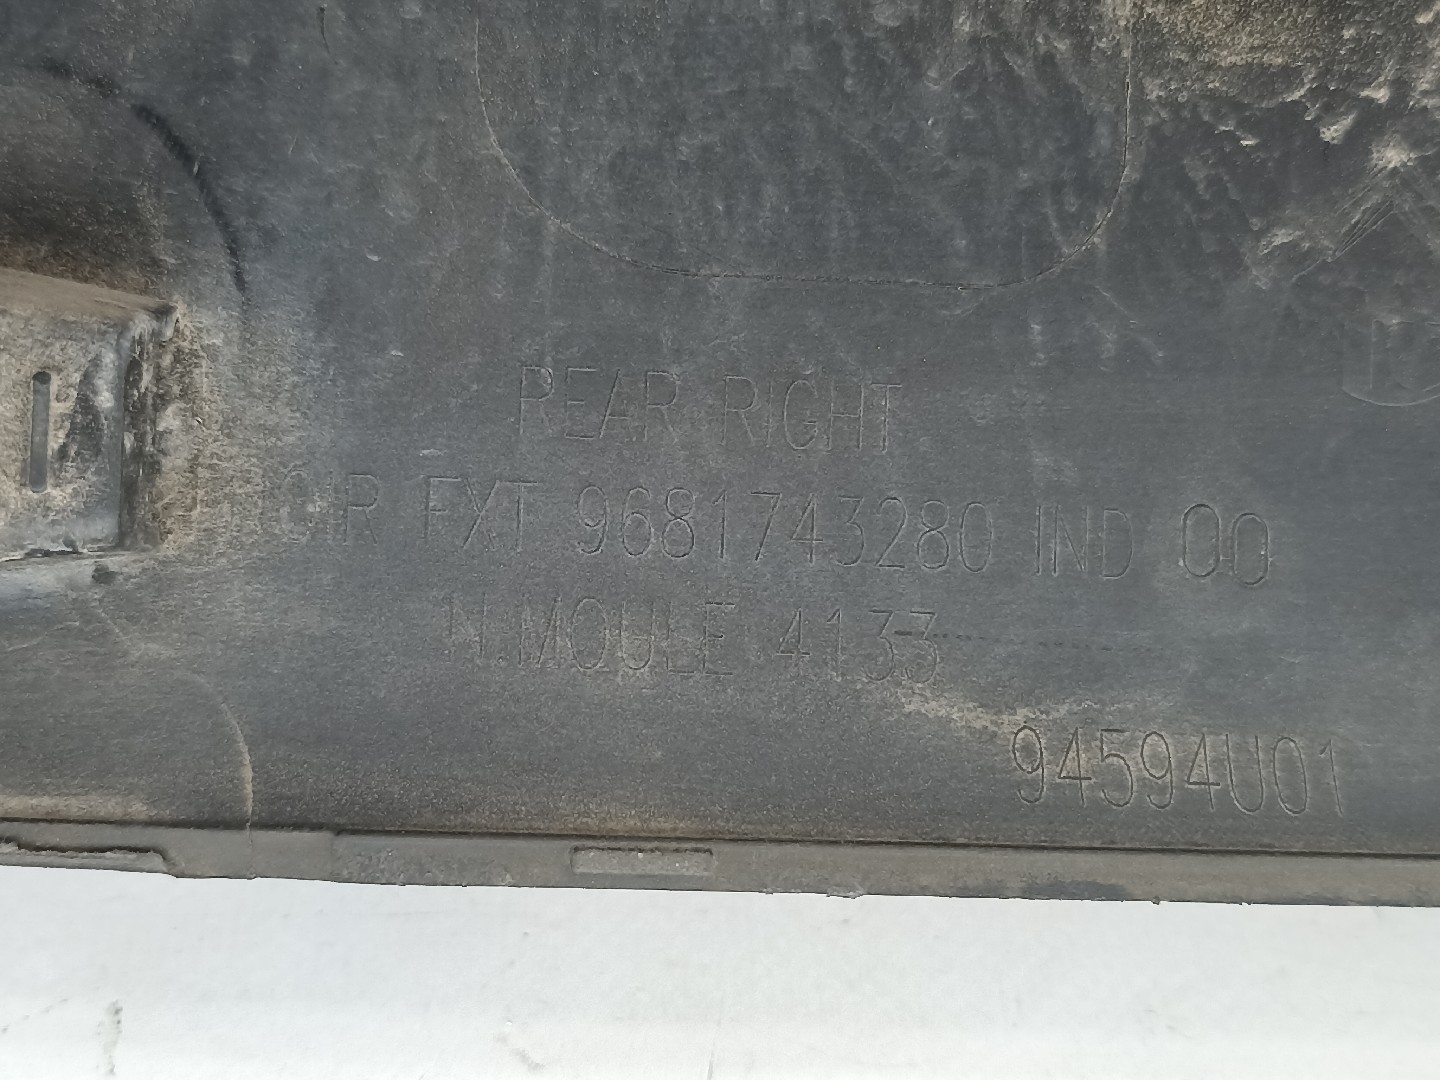 REAR RIGHT
FXT 9681743280 IND 00
N.MOULE 4133
94594U01